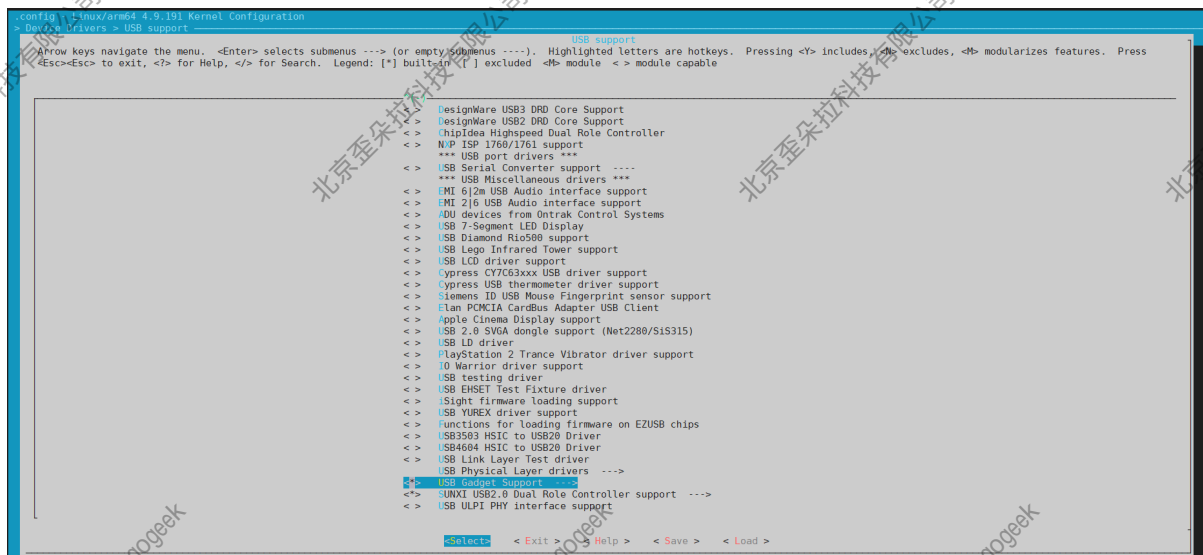 .config - Linux/arm64 4.9.191 Kernel Configuration
> Device Drivers > USB support
USB support
Arrow keys navigate the menu. <Enter> selects submenus ---> (or empty submenus ----). Highlighted letters are hotkeys. Pressing <Y> includes, <N> excludes, <M> modularizes features. Press
<Esc><Esc> to exit, <?> for Help, </> for Search. Legend: [*] built-in [ ] excluded <M> module < > module capable
< > DesignWare USB3 DRD Core Support
< > DesignWare USB2 DRD Core Support
< > ChipIdea Highspeed Dual Role Controller
< > NXP ISP 1760/1761 support
*** USB port drivers ***
< > USB Serial Converter support ----
*** USB Miscellaneous drivers ***
< > EMI 6|2m USB Audio interface support
< > EMI 2|6 USB Audio interface support
< > ADU devices from Ontrak Control Systems
< > USB 7-Segment LED Display
< > USB Diamond Rio500 support
< > USB Lego Infrared Tower support
< > USB LCD driver support
< > Cypress CY7C63xxx USB driver support
< > Cypress USB thermometer driver support
< > Siemens ID USB Mouse Fingerprint sensor support
< > Elan PCMCIA CardBus Adapter USB Client
< > Apple Cinema Display support
< > USB 2.0 SVGA dongle support (Net2280/SiS315)
< > USB LD driver
< > PlayStation 2 Trance Vibrator driver support
< > IO Warrior driver support
< > USB testing driver
< > USB EHSET Test Fixture driver
< > iSight firmware loading support
< > USB YUREX driver support
< > Functions for loading firmware on EZUSB chips
< > USB3503 HSIC to USB20 Driver
< > USB4604 HSIC to USB20 Driver
< > USB Link Layer Test driver
USB Physical Layer drivers --->
<*> USB Gadget Support --->
<*> SUNXI USB2.0 Dual Role Controller support --->
< > USB ULPI PHY interface support
<Select> < Exit > < Help > < Save > < Load >
北京歪朵拉科技有限公司
北京歪朵拉科技有限公司